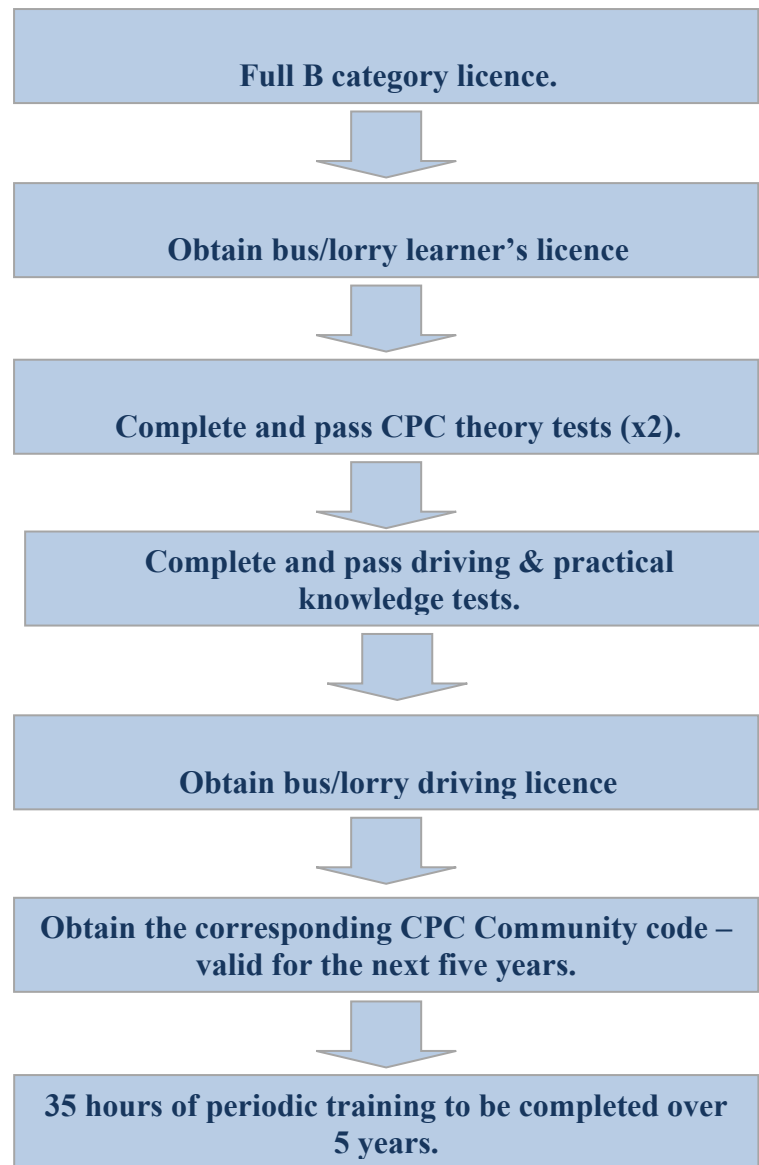 Full B category licence.
Obtain bus/lorry learner's licence
Complete and pass CPC theory tests (x2).
Complete and pass driving & practical
knowledge tests.
Obtain bus/lorry driving licence
Obtain the corresponding CPC Community code –
valid for the next five years.
35 hours of periodic training to be completed over
5 years.